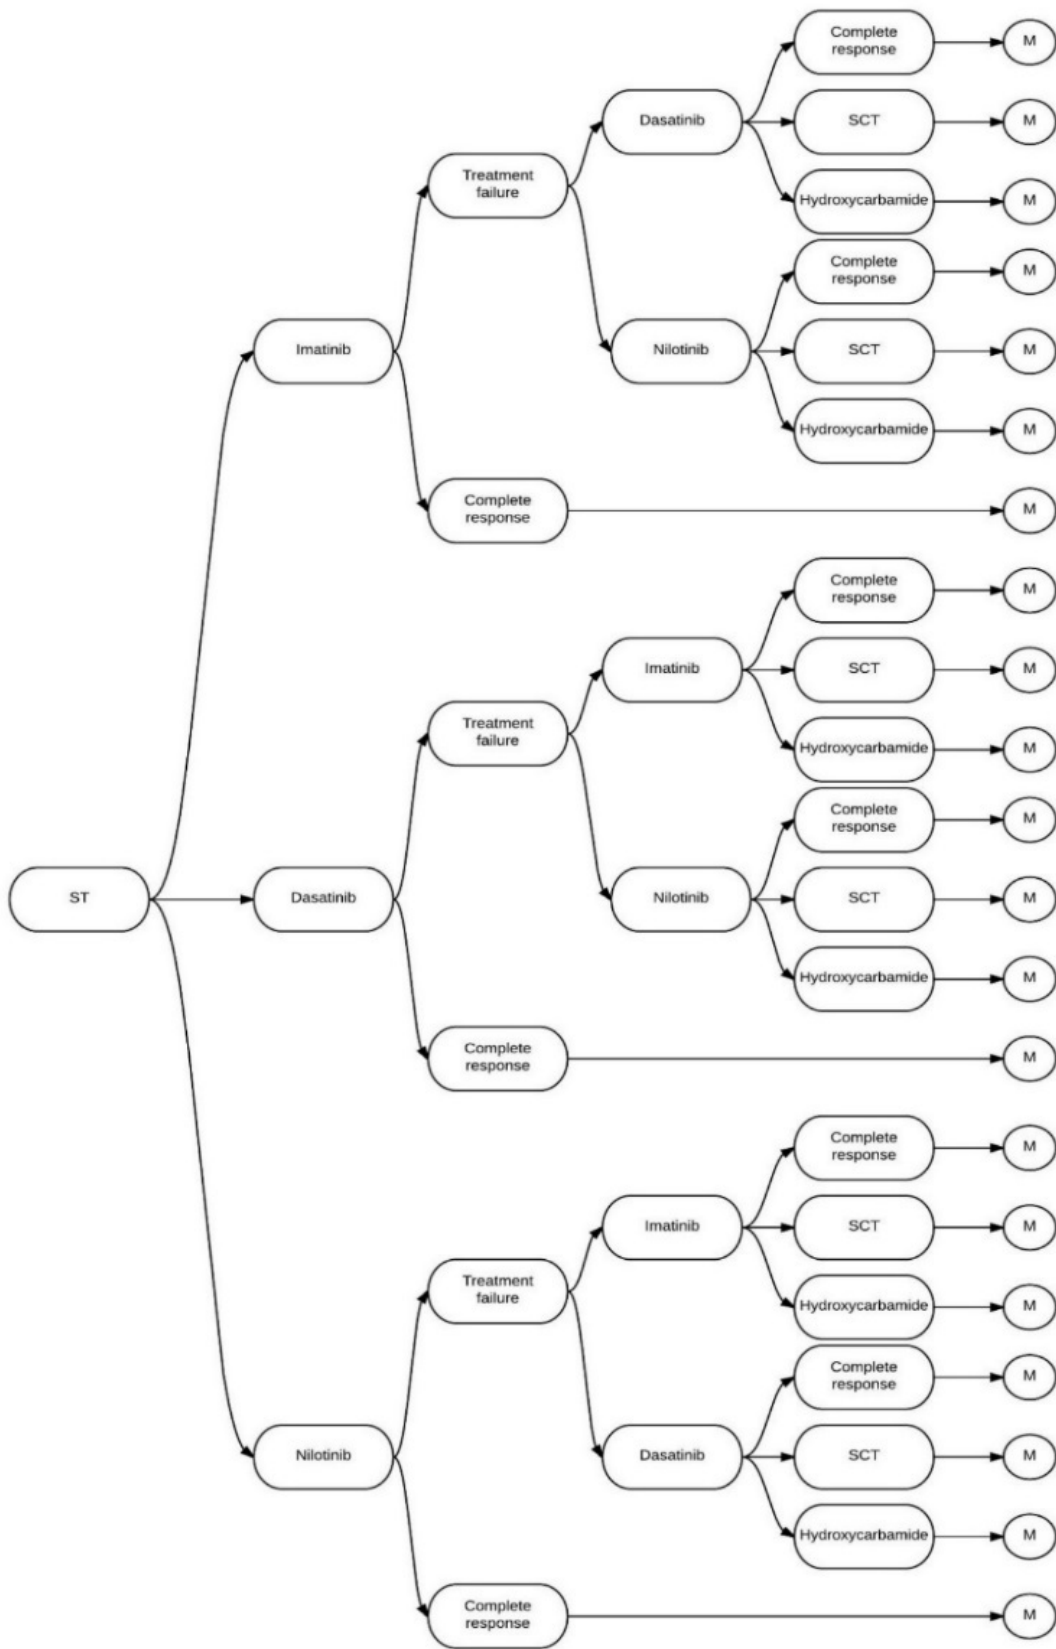 Complete
response
M
Dasatinib
SCT
M
Treatment
failure
Hydroxycarbamide
M
Complete
response
M
Imatinib
Nilotinib
SCT
M
Hydroxycarbamide
M
Complete
response
M
Complete
response
M
Imatinib
SCT
M
Treatment
failure
Hydroxycarbamide
M
Complete
response
M
ST
Dasatinib
Nilotinib
SCT
M
Hydroxycarbamide
M
Complete
response
M
Complete
response
M
Imatinib
SCT
M
Treatment
failure
Hydroxycarbamide
M
Complete
response
M
Nilotinib
Dasatinib
SCT
M
Hydroxycarbamide
M
Complete
response
M